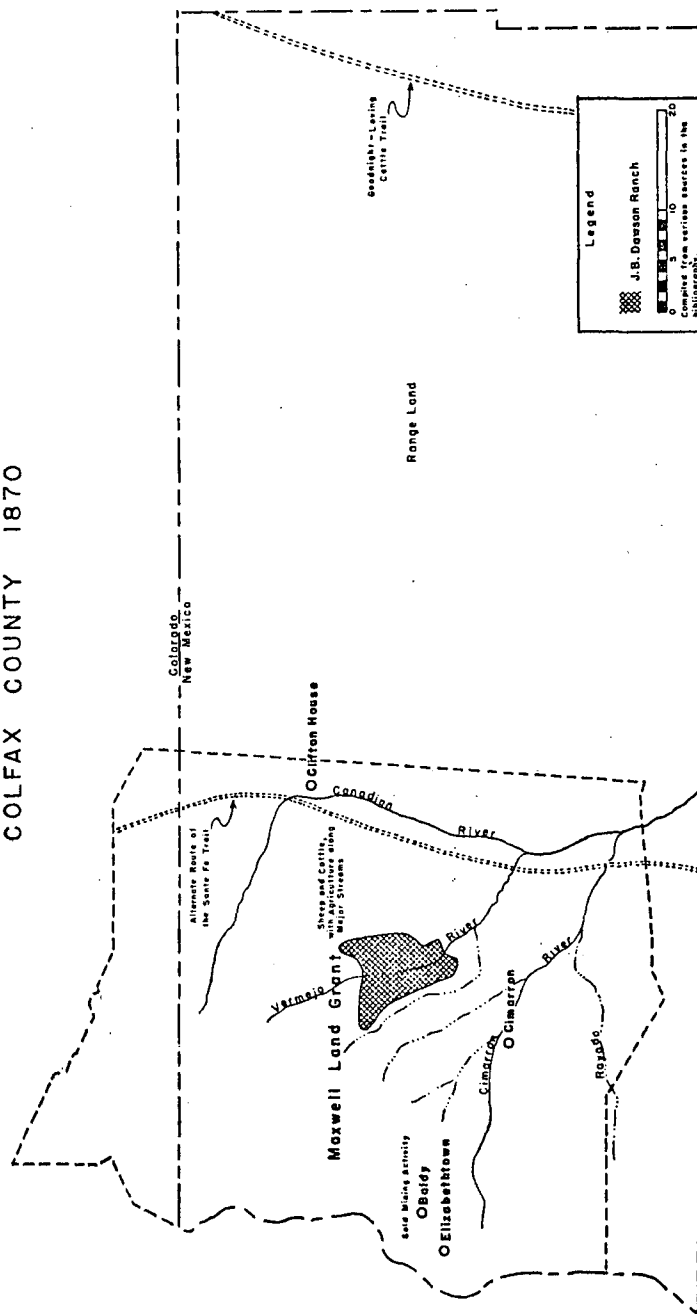 COLFAX COUNTY 1870
Colorado
New Mexico
Alternate Route of
the Sante Fe Trail
Goodnight-Loving
Cattle Trail
Clifton House
Canadian
River
Sheep and Cattle,
with Agriculture along
Major Streams
Range Land
Vermejo
River
Maxwell Land Grant
Gold Mining Activity
Baldy
Elizabethtown
Cimarron
River
Cimarron
Rayado
Legend
J.B. Dawson Ranch
0 5 10 20
Compiled from various sources in the
bibliography.